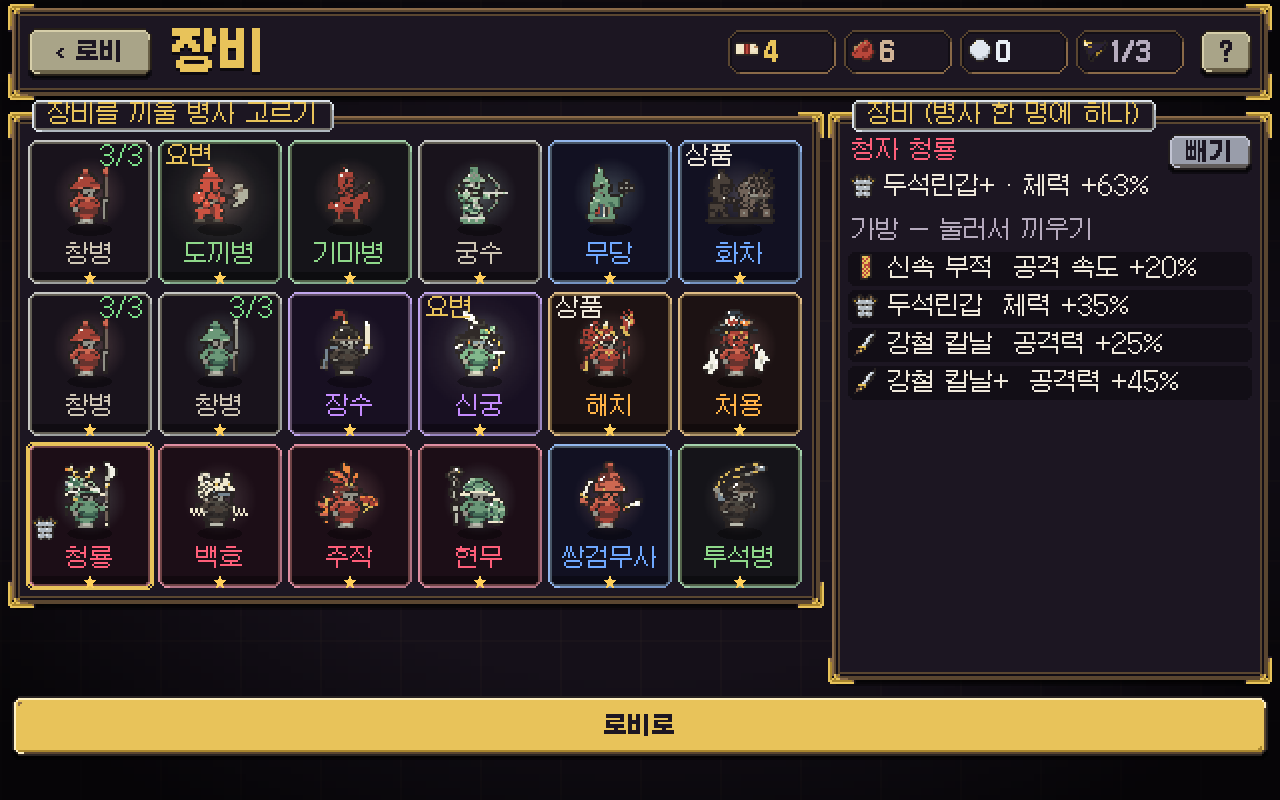 ‹ 로비
장비
4
6
0
1/3
?
장비를 끼울 병사 고르기
3/3
창병
요변
도끼병
기마병
궁수
무당
상품
화차
3/3
창병
3/3
창병
장수
요변
신궁
상품
해치
처용
청룡
백호
주작
현무
쌍검무사
투석병
장비 (병사 한 명에 하나)
청자 청룡
빼기
두석린갑+ · 체력 +63%
가방 — 눌러서 끼우기
신속 부적 공격 속도 +20%
두석린갑 체력 +35%
강철 칼날 공격력 +25%
강철 칼날+ 공격력 +45%
로비로